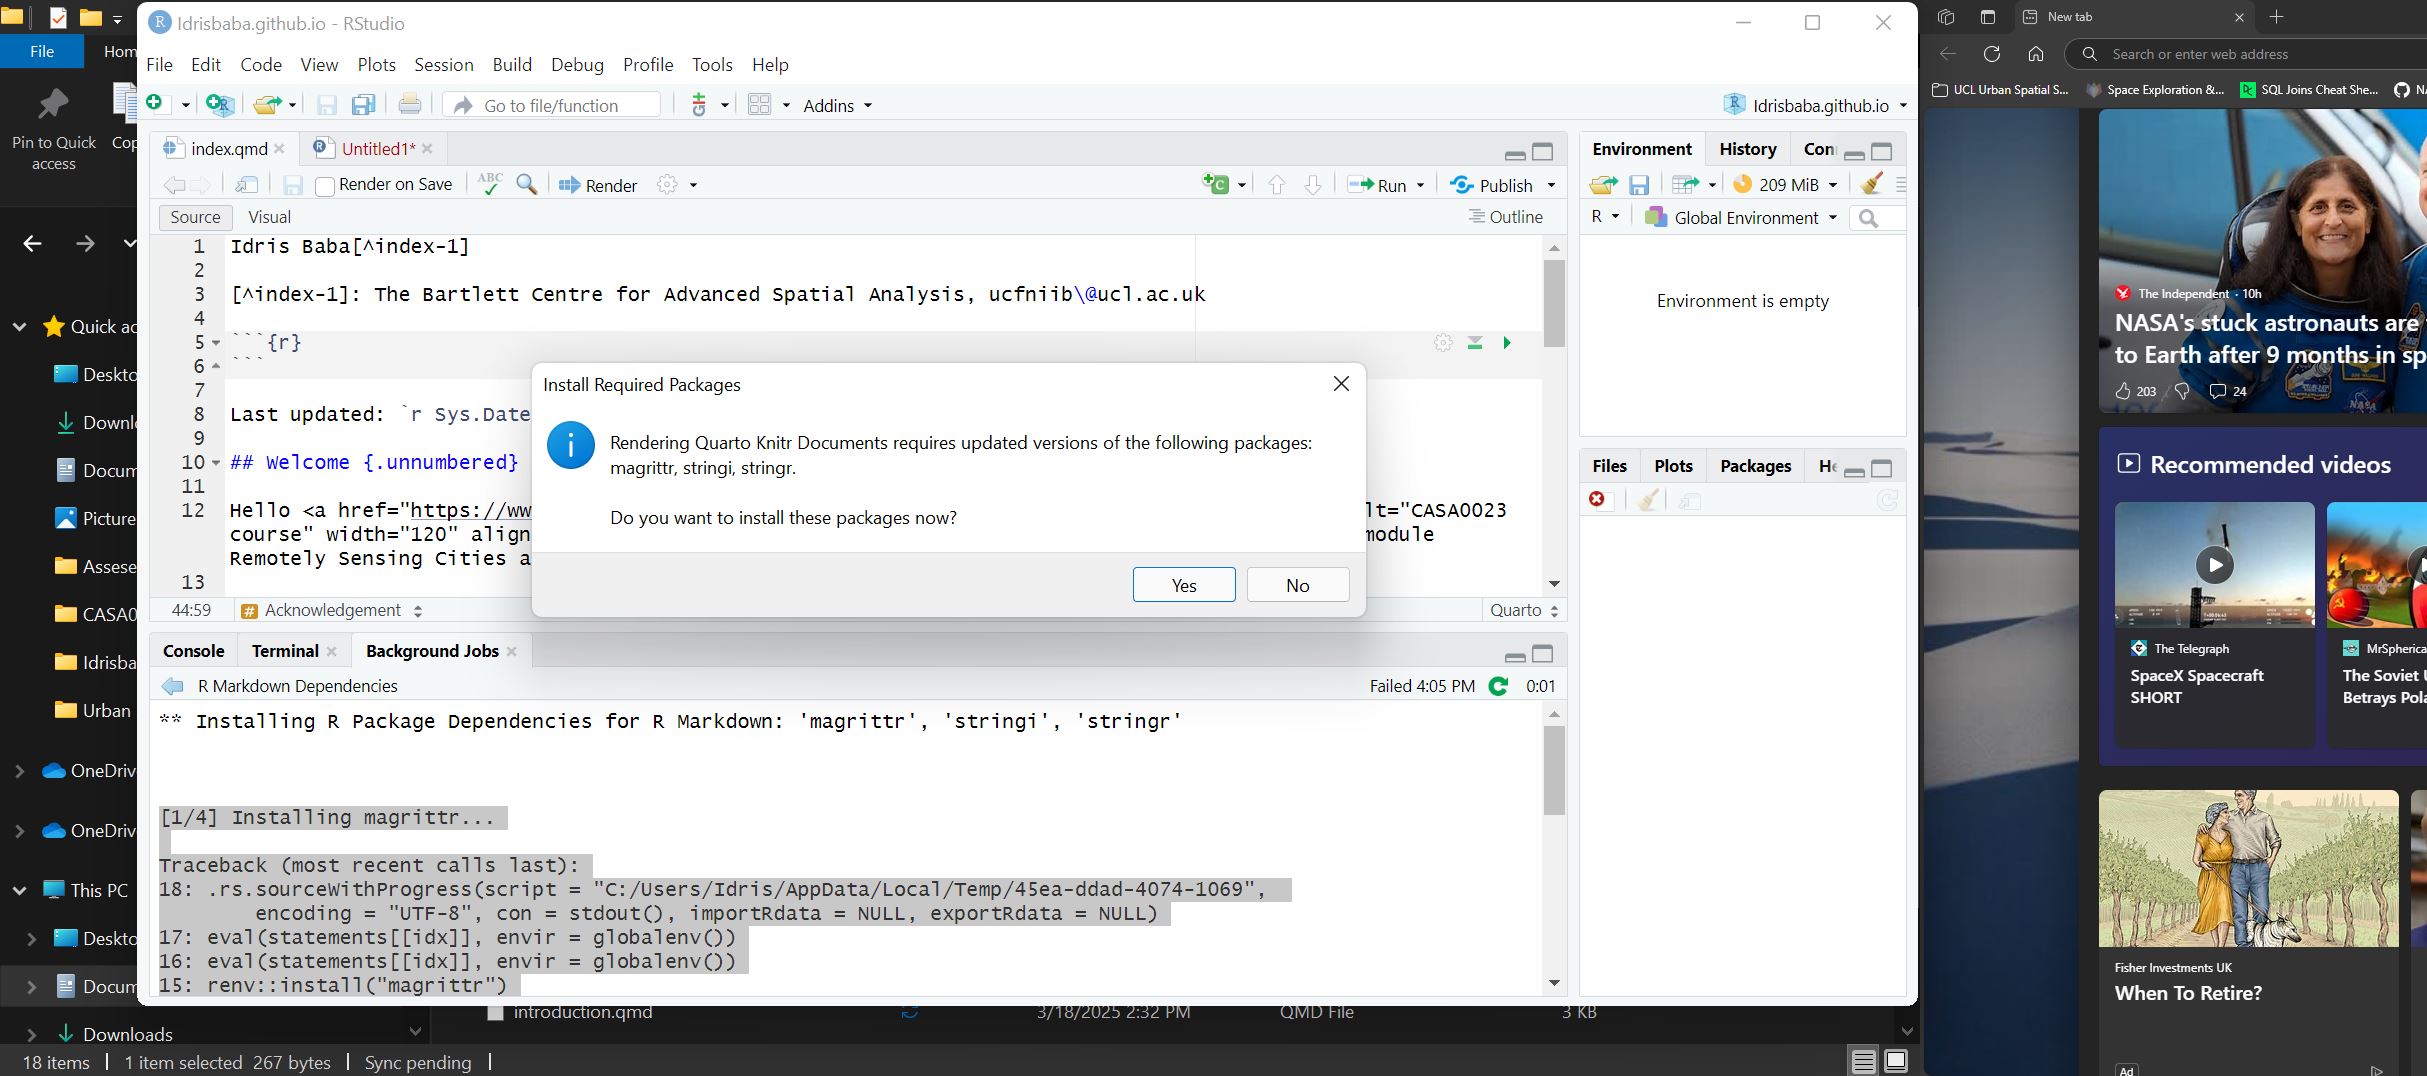 File
Hom
Pin to Quick
access
Cop
Quick ac
Deskto
Downl
Docum
Picture
Assese
CASA0
Idrisba
Urban
OneDriv
OneDriv
This PC
Deskto
Docum
Downloads
18 items
1 item selected 267 bytes
Sync pending
Idrisbaba.github.io - RStudio
File Edit Code View Plots Session Build Debug Profile Tools Help
Go to file/function
Addins
Idrisbaba.github.io
index.qmd
Untitled1*
Render on Save
ABC
Render
Run
Publish
Source
Visual
Outline
1 Idris Baba[^index-1]
2
3 [^index-1]: The Bartlett Centre for Advanced Spatial Analysis, ucfniib\@ucl.ac.uk
4
5 ```{r}
6 ```
7
8 Last updated: `r Sys.Date
9
10 ## Welcome {.unnumbered}
11
12 Hello <a href="https://ww lt="CASA0023
course" width="120" align module
Remotely Sensing Cities a
13
44:59
# Acknowledgement
Quarto
Install Required Packages
Rendering Quarto Knitr Documents requires updated versions of the following packages:
magrittr, stringi, stringr.
Do you want to install these packages now?
Yes
No
Console
Terminal
Background Jobs
R Markdown Dependencies
Failed 4:05 PM
0:01
** Installing R Package Dependencies for R Markdown: 'magrittr', 'stringi', 'stringr'
[1/4] Installing magrittr...
Traceback (most recent calls last):
18: .rs.sourceWithProgress(script = "C:/Users/Idris/AppData/Local/Temp/45ea-ddad-4074-1069",
encoding = "UTF-8", con = stdout(), importRdata = NULL, exportRdata = NULL)
17: eval(statements[[idx]], envir = globalenv())
16: eval(statements[[idx]], envir = globalenv())
15: renv::install("magrittr")
Environment
History
Con
209 MiB
R
Global Environment
Environment is empty
Files
Plots
Packages
He
introduction.qmd
3/18/2025 2:32 PM
QMD File
3 KB
New tab
Search or enter web address
UCL Urban Spatial S...
Space Exploration &...
SQL Joins Cheat She...
NA
The Independent · 10h
NASA's stuck astronauts are
to Earth after 9 months in sp
203
24
NASA
Recommended videos
The Telegraph
SpaceX Spacecraft
SHORT
MrSpherica
The Soviet U
Betrays Pola
Fisher Investments UK
When To Retire?
Ad